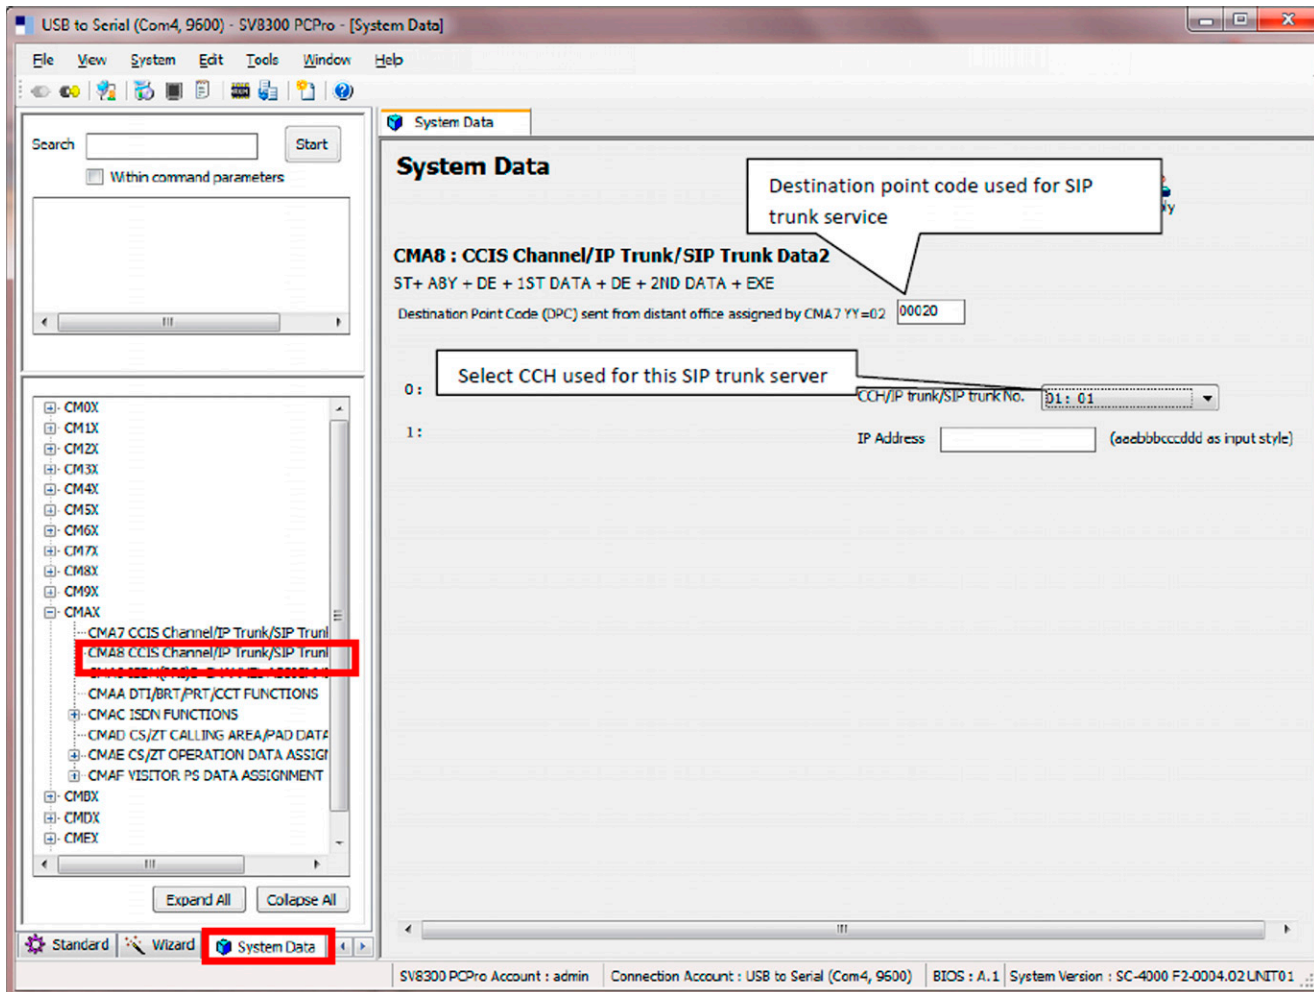 USB to Serial (Com4, 9600) - SV8300 PCPro - [System Data]
File View System Edit Tools Window Help
Search
Start
Within command parameters
CM0X
CM1X
CM2X
CM3X
CM4X
CM5X
CM6X
CM7X
CM8X
CM9X
CMAX
CMA7 CCIS Channel/IP Trunk/SIP Trunk
CMA8 CCIS Channel/IP Trunk/SIP Trunk
CMAA DTI/BRT/PRT/CCT FUNCTIONS
CMAC ISDN FUNCTIONS
CMAD CS/ZT CALLING AREA/PAD DATA
CMAE CS/ZT OPERATION DATA ASSIGN
CMAF VISITOR PS DATA ASSIGNMENT
CMBX
CMDX
CMEX
Expand All Collapse All
Standard Wizard System Data
System Data
System Data
Destination point code used for SIP
trunk service
CMA8 : CCIS Channel/IP Trunk/SIP Trunk Data2
ST+ A8Y + DE + 1ST DATA + DE + 2ND DATA + EXE
Destination Point Code (DPC) sent from distant office assigned by CMA7 YY=02 00020
Select CCH used for this SIP trunk server
0: CCH/IP trunk/SIP trunk No. 01: 01
1: IP Address (aaabbbcccddd as input style)
SV8300 PCPro Account : admin Connection Account : USB to Serial (Com4, 9600) BIOS : A.1 System Version : SC-4000 F2-0004.02 UNIT01